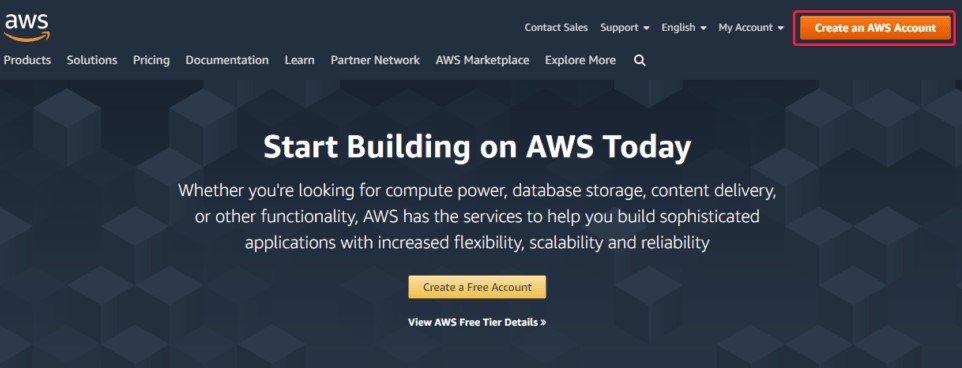 aws
Contact Sales Support English My Account Create an AWS Account
Products Solutions Pricing Documentation Learn Partner Network AWS Marketplace Explore More
Start Building on AWS Today
Whether you're looking for compute power, database storage, content delivery,
or other functionality, AWS has the services to help you build sophisticated
applications with increased flexibility, scalability and reliability
Create a Free Account
View AWS Free Tier Details »